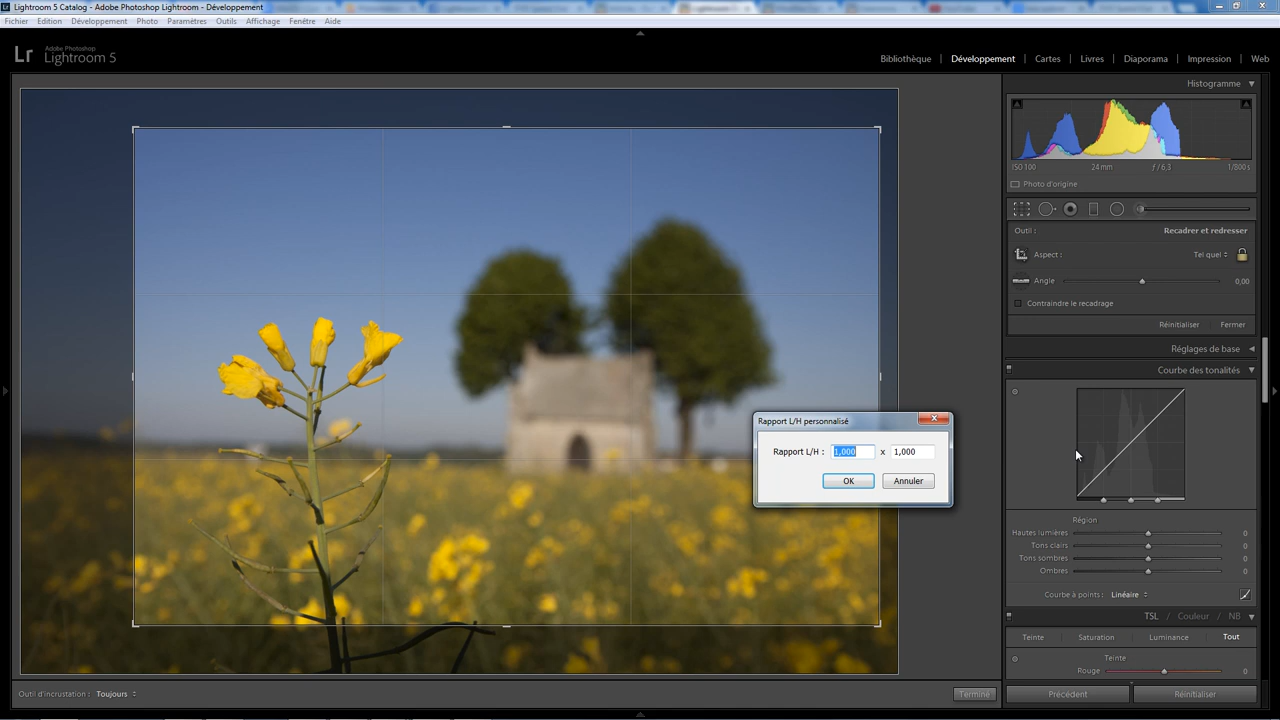 Lightroom 5 Catalog - Adobe Photoshop Lightroom - Développement
Fichier Edition Développement Photo Paramètres Outils Affichage Fenêtre Aide
Lr Adobe Photoshop
Lightroom 5
Bibliothèque | Développement | Cartes | Livres | Diaporama | Impression | Web
Histogramme
ISO 100 24 mm ƒ / 6,3 1/800 s
Photo d'origine
Outil : Recadrer et redresser
Aspect : Tel quel
Angle 0,00
Contraindre le recadrage
Réinitialiser Fermer
Réglages de base
Courbe des tonalités
Rapport L/H personnalisé
Rapport L/H : 1,000 x 1,000
OK Annuler
Région
Hautes lumières 0
Tons clairs 0
Tons sombres 0
Ombres 0
Courbe à points : Linéaire
TSL / Couleur / NB
Teinte Saturation Luminance Tout
Teinte
Rouge 0
Outil d'incrustation : Toujours
Terminé
Précédent Réinitialiser